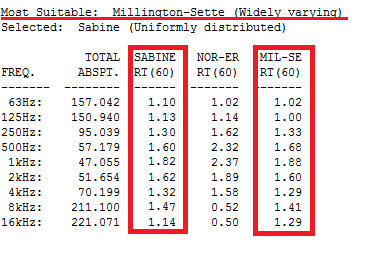 Most Suitable: Millington-Sette (Widely varying)
Selected: Sabine (Uniformly distributed)
TOTAL SABINE NOR-ER MIL-SE
FREQ. ABSPT. RT(60) RT(60) RT(60)
------- -------- ------- ------- -------
63Hz: 157.042 1.10 1.02 1.02
125Hz: 150.940 1.13 1.14 1.00
250Hz: 95.039 1.30 1.62 1.33
500Hz: 57.179 1.60 2.32 1.68
1kHz: 47.055 1.82 2.37 1.88
2kHz: 51.654 1.62 1.89 1.60
4kHz: 70.199 1.32 1.58 1.29
8kHz: 211.100 1.47 0.52 1.41
16kHz: 221.071 1.14 0.50 1.29